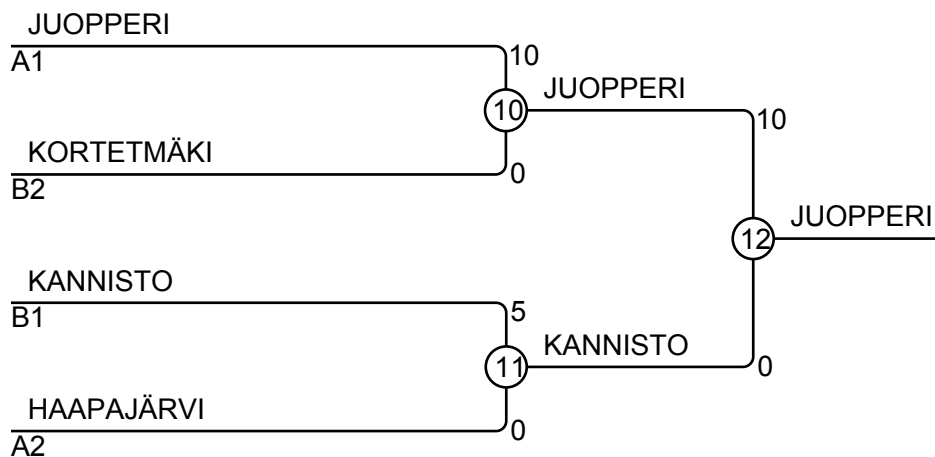 JUOPPERI
A1
10
10
JUOPPERI
10
KORTETMÄKI
B2
0
12
JUOPPERI
KANNISTO
B1
5
11
KANNISTO
0
HAAPAJÄRVI
A2
0